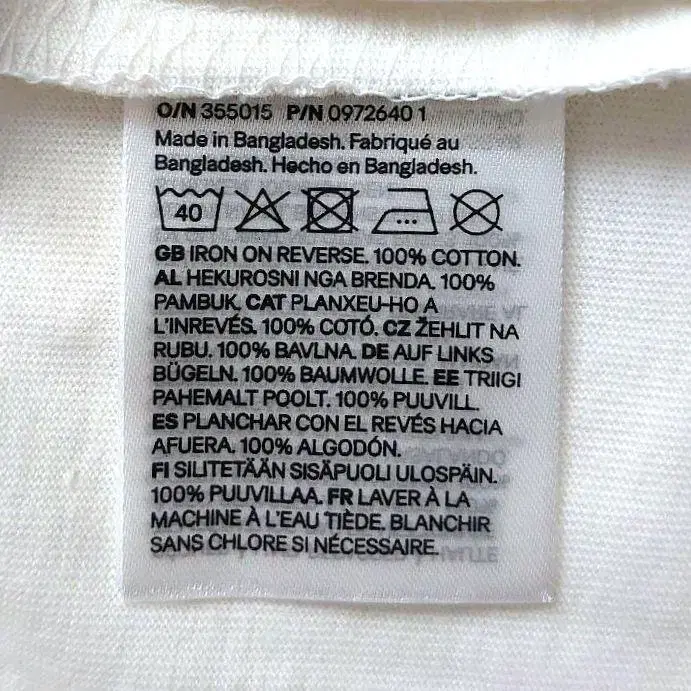 O/N 355015 P/N 0972640 1
Made in Bangladesh. Fabriqué au
Bangladesh. Hecho en Bangladesh.
40
GB IRON ON REVERSE. 100% COTTON.
AL HEKUROSNI NGA BRENDA. 100%
PAMBUK. CAT PLANXEU-HO A
L'INREVÉS. 100% COTÓ. CZ ŽEHLIT NA
RUBU. 100% BAVLNA. DE AUF LINKS
BÜGELN. 100% BAUMWOLLE. EE TRIIGI
PAHEMALT POOLT. 100% PUUVILL.
ES PLANCHAR CON EL REVÉS HACIA
AFUERA. 100% ALGODÓN.
FI SILITETÄÄN SISÄPUOLI ULOSPÄIN.
100% PUUVILLAA. FR LAVER À LA
MACHINE À L'EAU TIÈDE. BLANCHIR
SANS CHLORE SI NÉCESSAIRE.